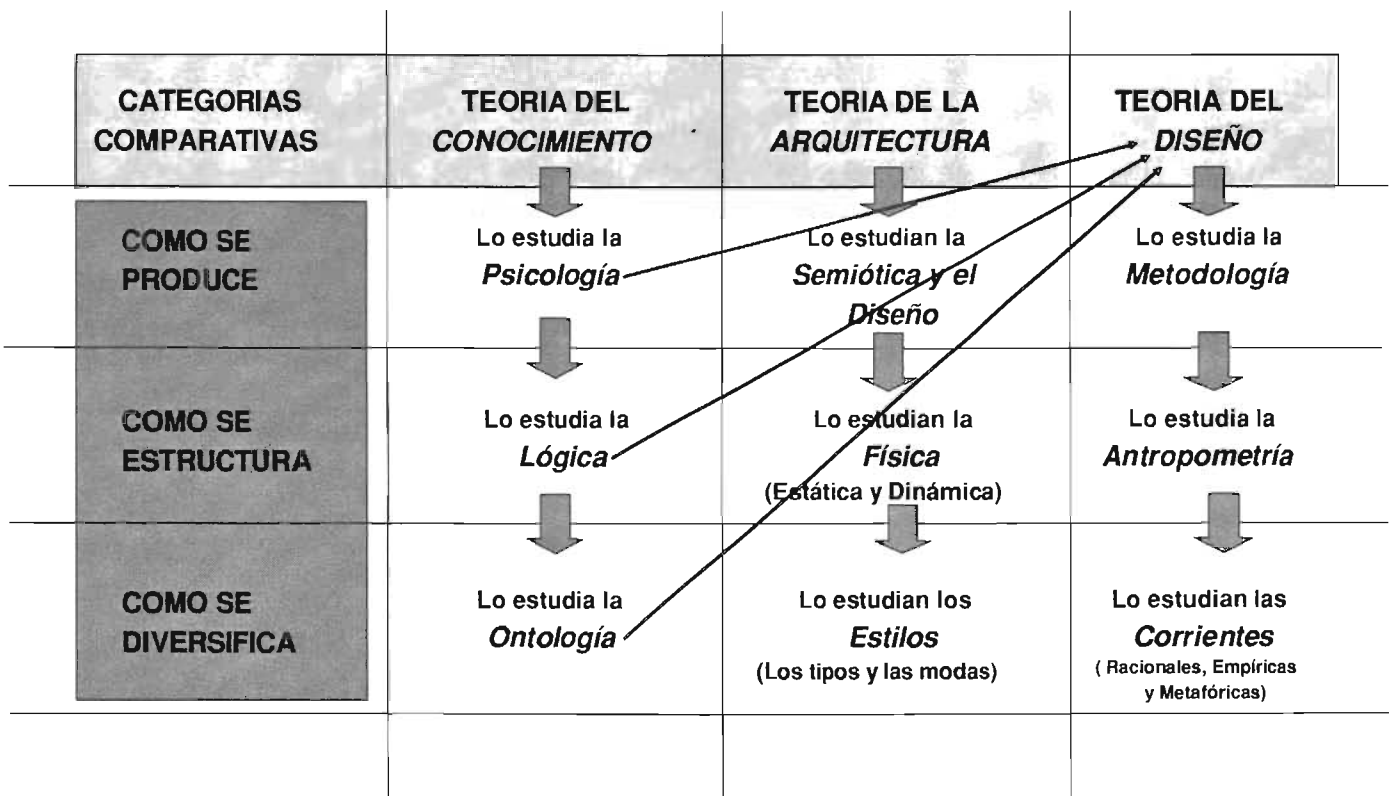 CATEGORIAS
COMPARATIVAS
TEORIA DEL
CONOCIMIENTO
TEORIA DE LA
ARQUITECTURA
TEORIA DEL
DISEÑO
COMO SE
PRODUCE
Lo estudia la
Psicología
Lo estudian la
Semiótica y el
Diseño
Lo estudia la
Metodología
COMO SE
ESTRUCTURA
Lo estudia la
Lógica
Lo estudian la
Física
(Estática y Dinámica)
Lo estudia la
Antropometría
COMO SE
DIVERSIFICA
Lo estudia la
Ontología
Lo estudian los
Estilos
(Los tipos y las modas)
Lo estudian las
Corrientes
( Racionales, Empíricas
y Metafóricas)